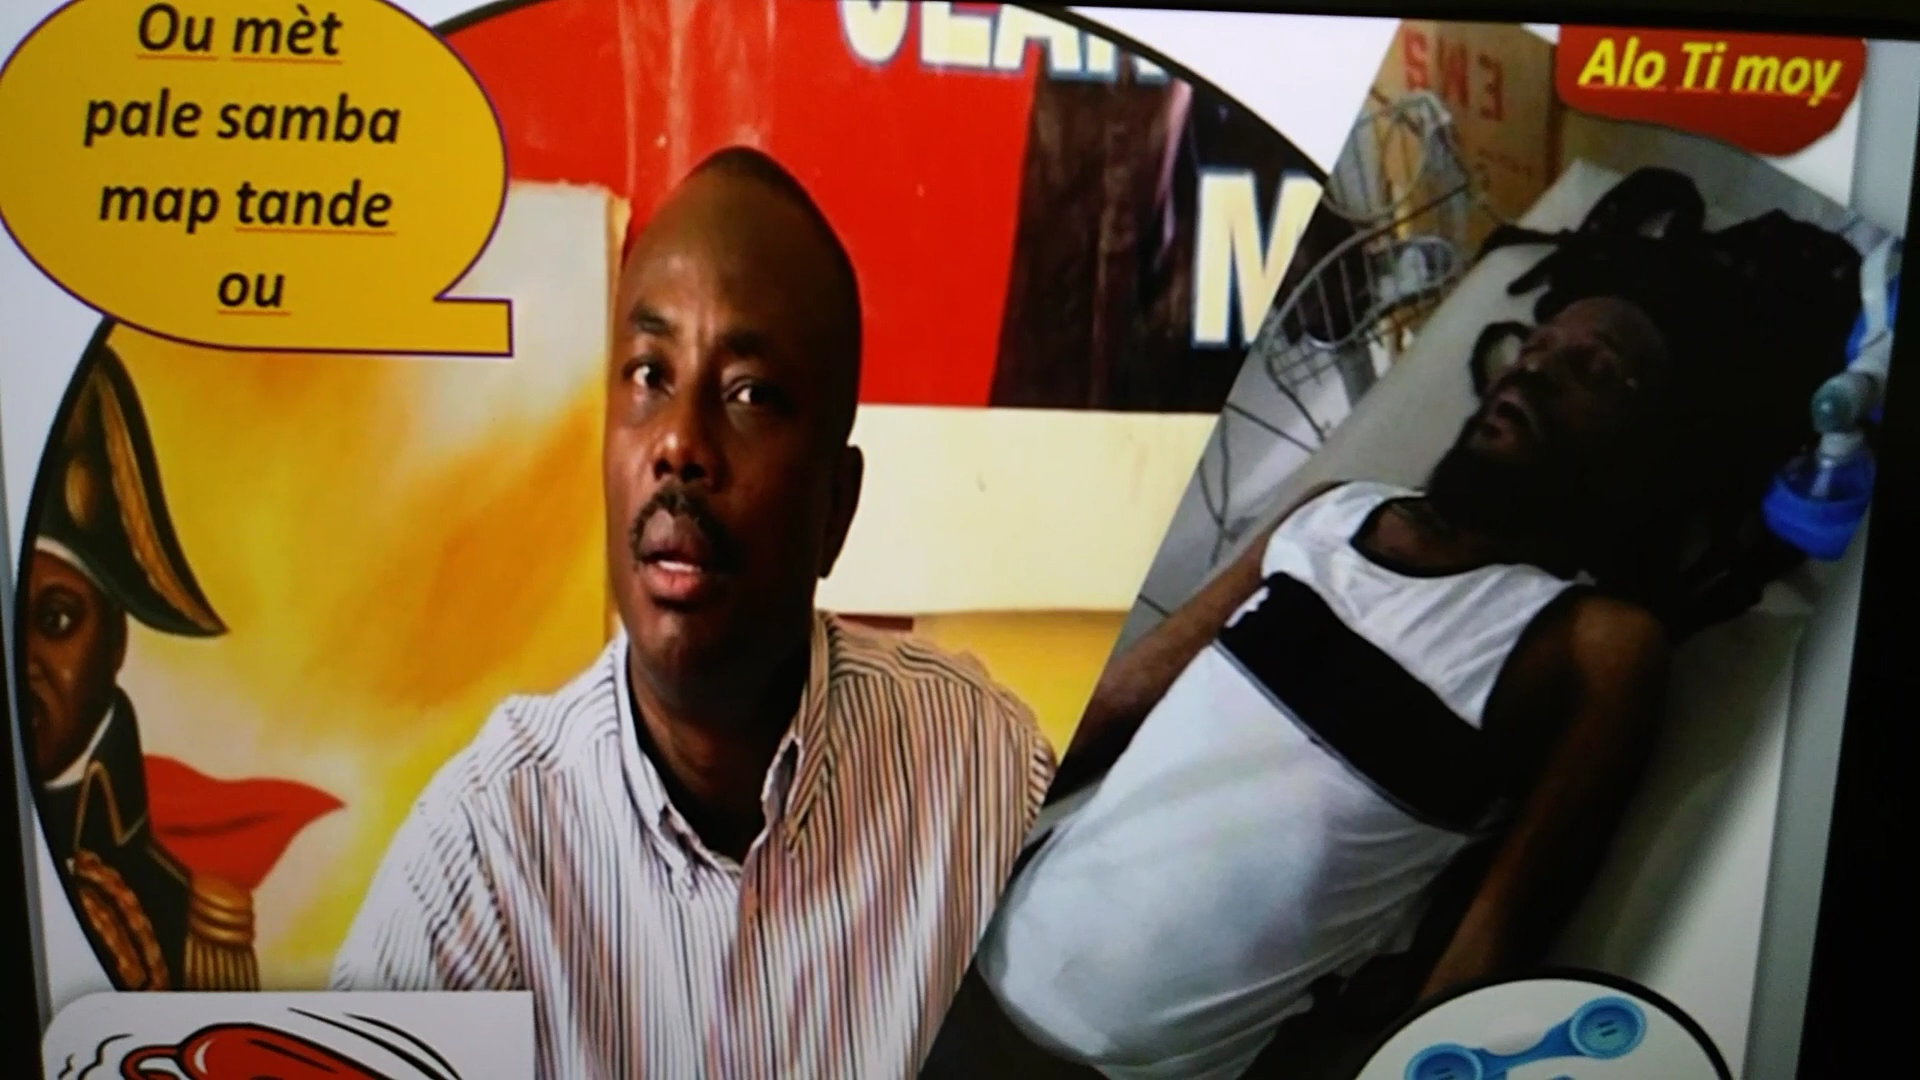 Ou mèt
pale samba
map tande
ou
Alo Ti moy